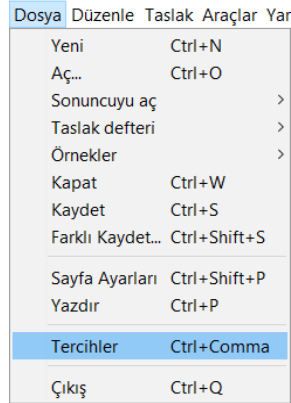 Dosya Düzenle Taslak Araçlar Yar
Yeni Ctrl+N
Aç... Ctrl+O
Sonuncuyu aç >
Taslak defteri >
Örnekler >
Kapat Ctrl+W
Kaydet Ctrl+S
Farklı Kaydet... Ctrl+Shift+S
Sayfa Ayarları Ctrl+Shift+P
Yazdır Ctrl+P
Tercihler Ctrl+Comma
Çıkış Ctrl+Q